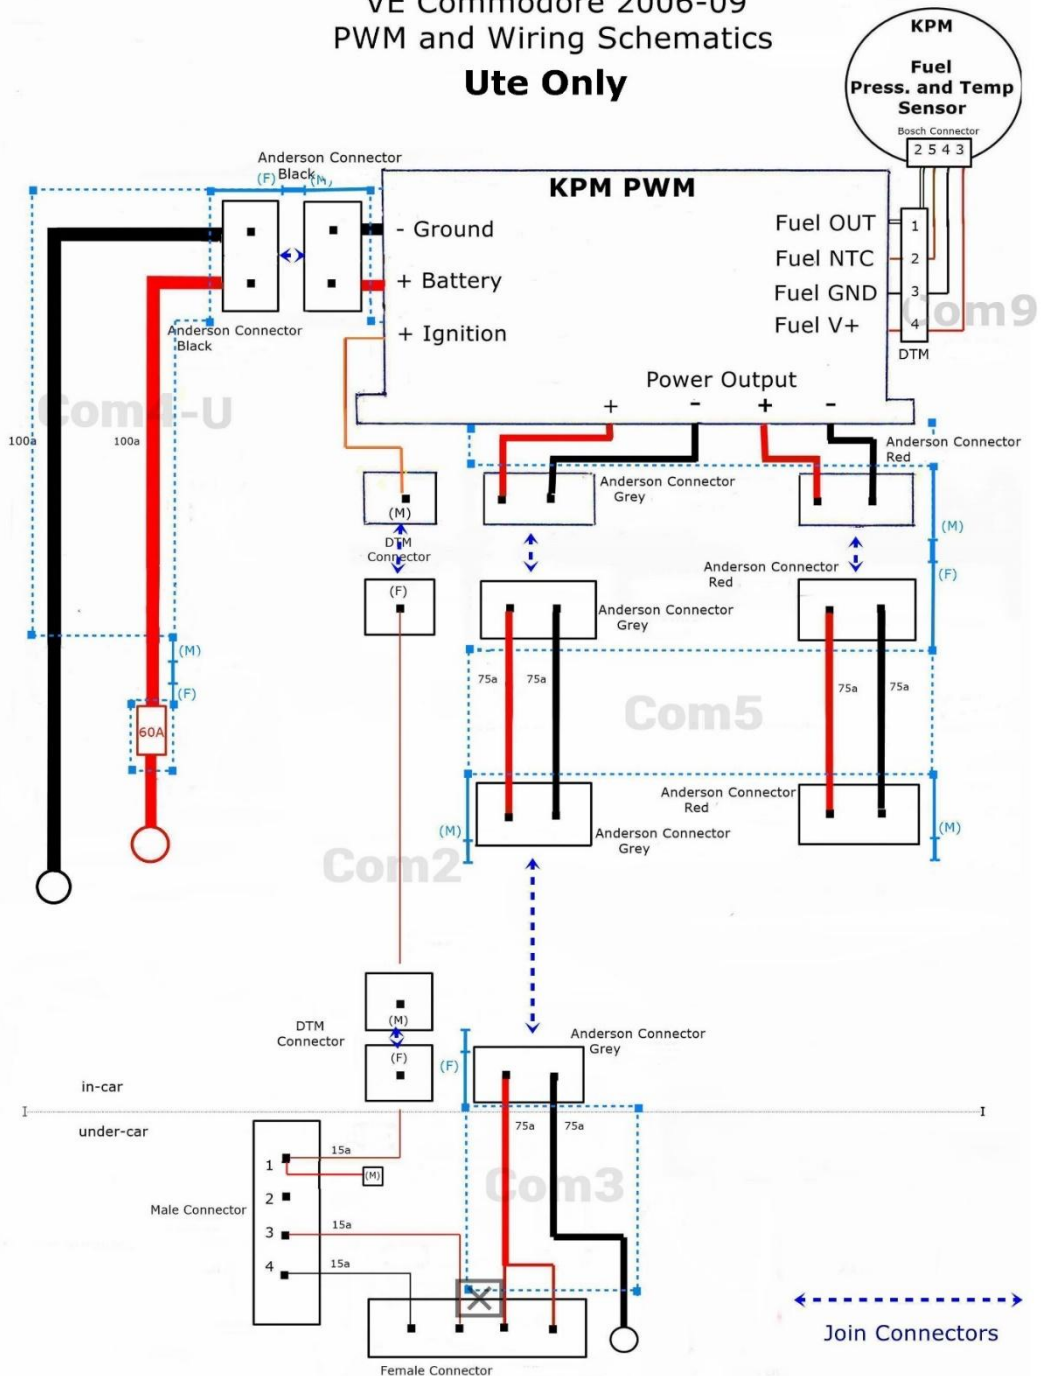 VE Commodore 2006-09
PWM and Wiring Schematics
Ute Only
KPM
Fuel
Press. and Temp
Sensor
Bosch Connector
2 5 4 3
Anderson Connector
Black
(F)
(M)
KPM PWM
- Ground
+ Battery
+ Ignition
Fuel OUT
Fuel NTC
Fuel GND
Fuel V+
1
2
3
4
DTM
Com9
Anderson Connector
Black
Power Output
+
-
+
-
Com4-U
100a
100a
Anderson Connector
Red
Anderson Connector
Grey
(M)
DTM
Connector
(F)
(M)
(F)
Anderson Connector
Red
Anderson Connector
Grey
(M)
(F)
60A
75a
75a
75a
75a
Com5
Anderson Connector
Red
Anderson Connector
Grey
(M)
(M)
Com2
DTM
Connector
(M)
(F)
(F)
Anderson Connector
Grey
in-car
I
I
under-car
75a
75a
Com3
Male Connector
1
2
3
4
15a
(M)
15a
15a
Female Connector
Join Connectors